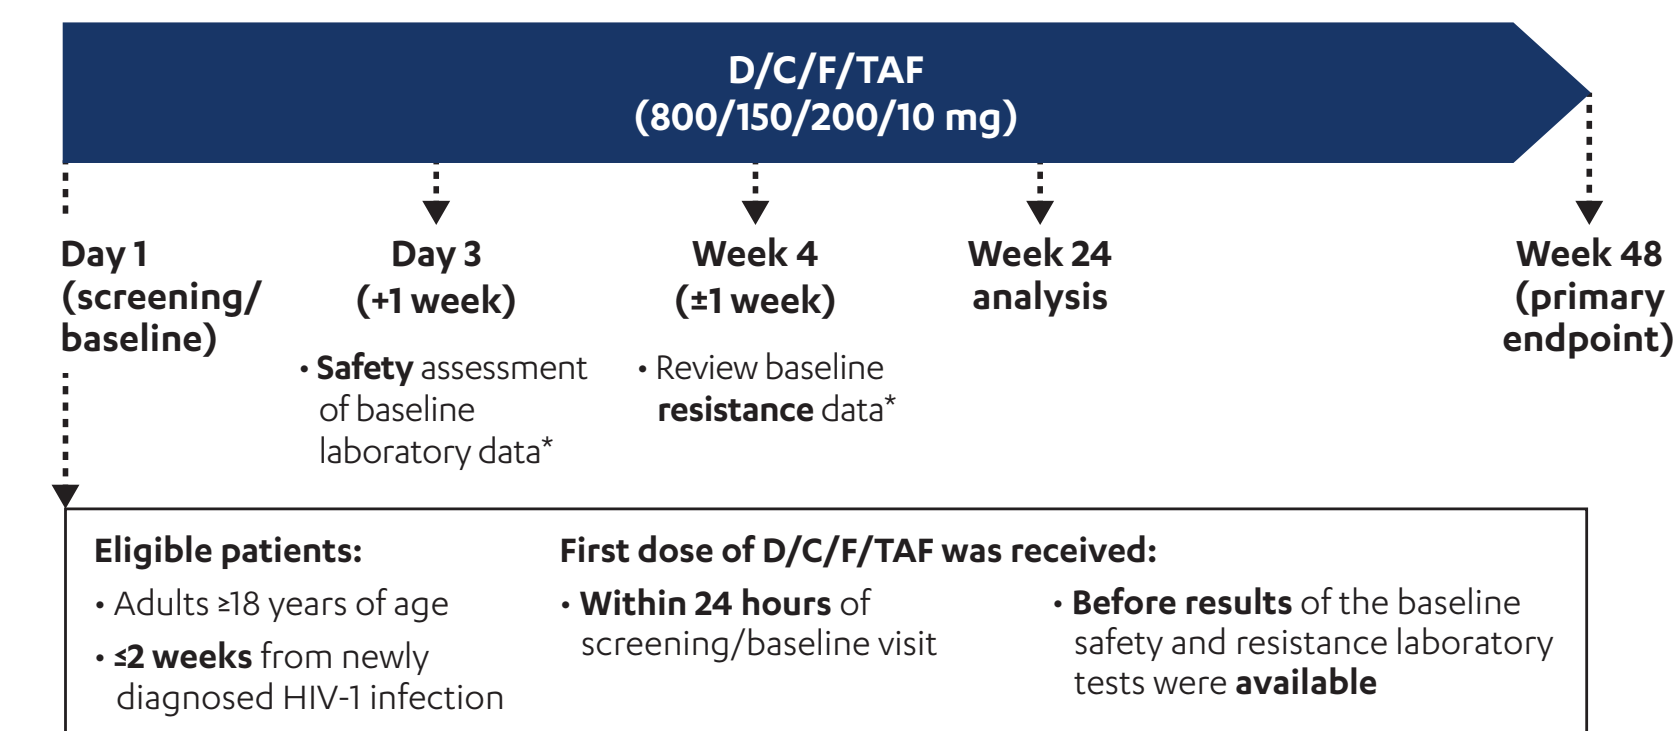 D/C/F/TAF
(800/150/200/10 mg)
Day 1
(screening/
baseline)
Day 3
(+1 week)
• Safety assessment
of baseline
laboratory data*
Week 4
(±1 week)
• Review baseline
resistance data*
Week 24
analysis
Week 48
(primary
endpoint)
Eligible patients:
• Adults ≥18 years of age
• ≤2 weeks from newly
diagnosed HIV-1 infection
First dose of D/C/F/TAF was received:
• Within 24 hours of
screening/baseline visit
• Before results of the baseline
safety and resistance laboratory
tests were available